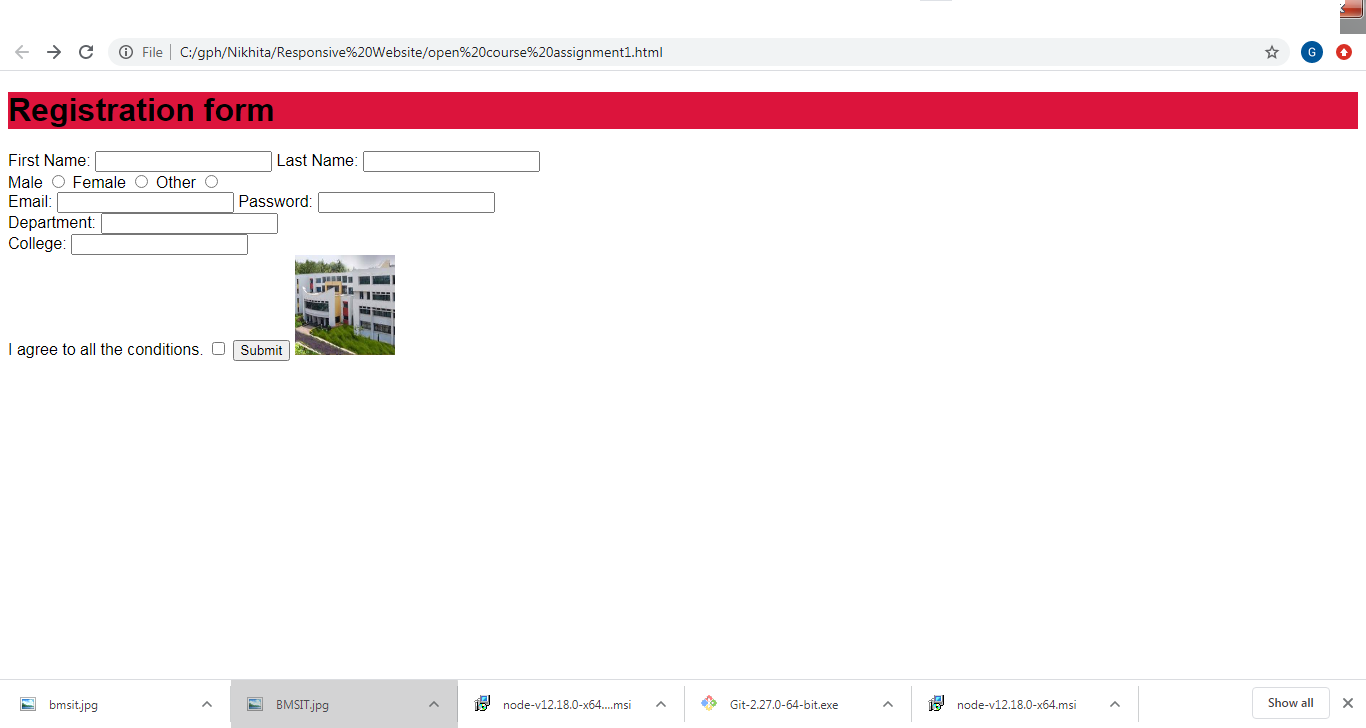 File C:/gph/Nikhita/Responsive%20Website/open%20course%20assignment1.html G
Registration form
First Name: Last Name:
Male Female Other
Email: Password:
Department:
College:
I agree to all the conditions. Submit
bmsit.jpg BMSIT.jpg node-v12.18.0-x64....msi Git-2.27.0-64-bit.exe node-v12.18.0-x64.msi Show all